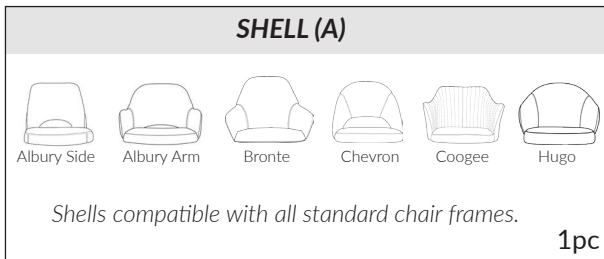 SHELL (A)
Albury Side Albury Arm Bronte Chevron Coogee Hugo
Shells compatible with all standard chair frames.
1pc